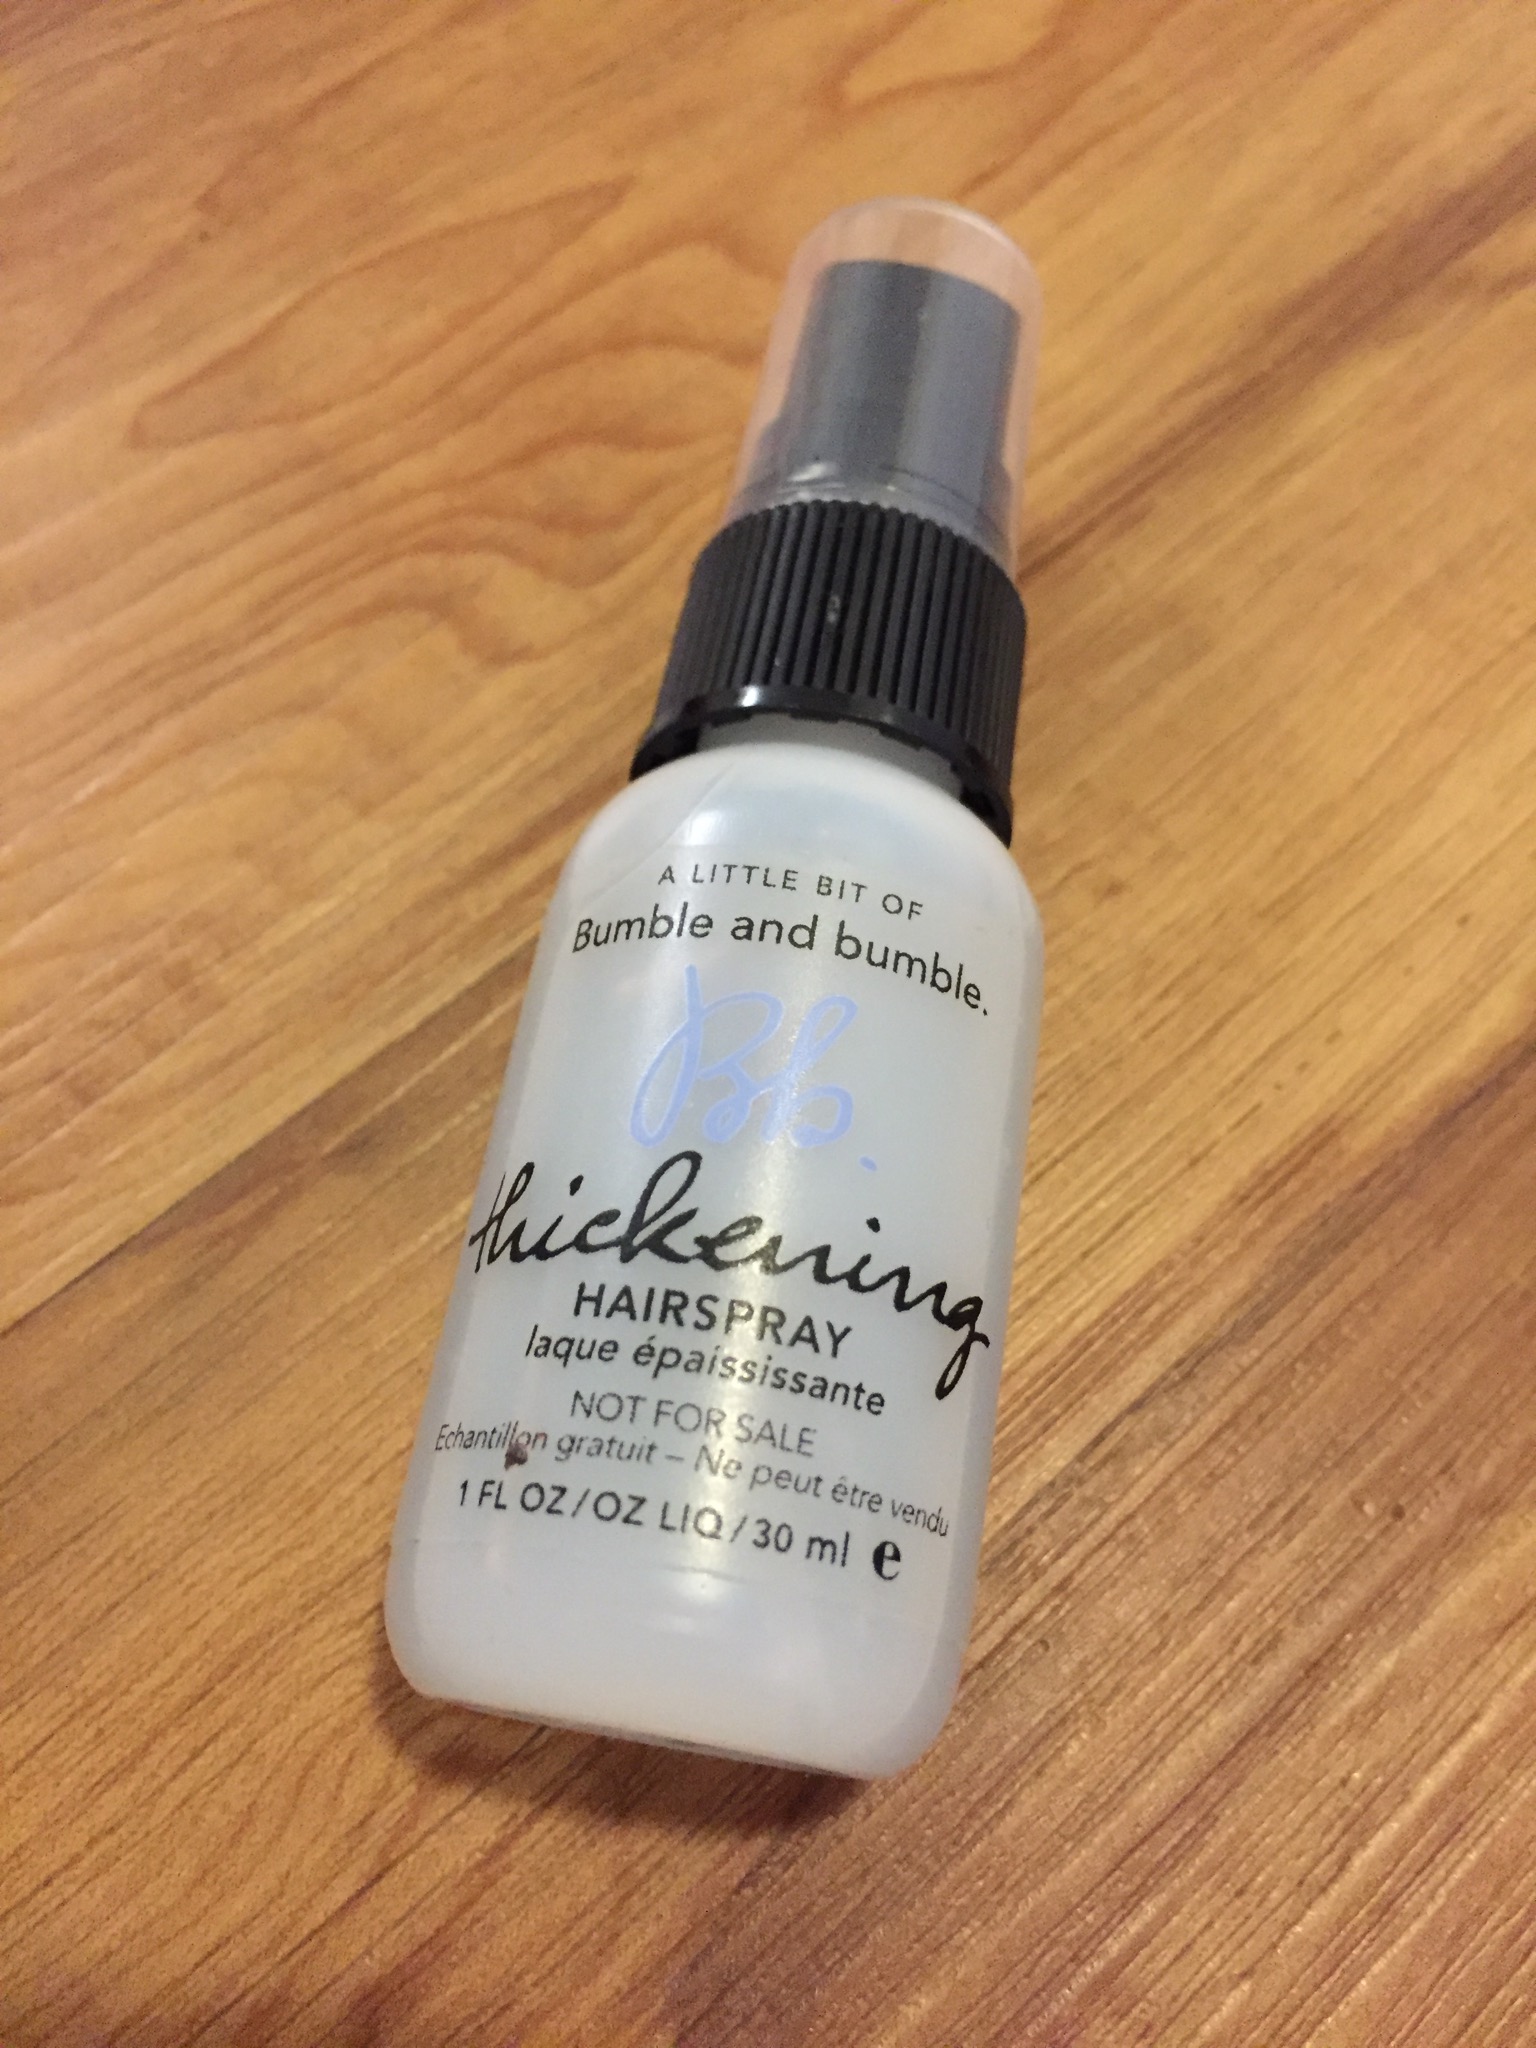 A LITTLE BIT OF
Bumble and bumble.
Bb.
thickening
HAIRSPRAY
laque épaississante
NOT FOR SALE
Echantillon gratuit – Ne peut être vendu
1 FL OZ/OZ LIQ/30 ml ℮